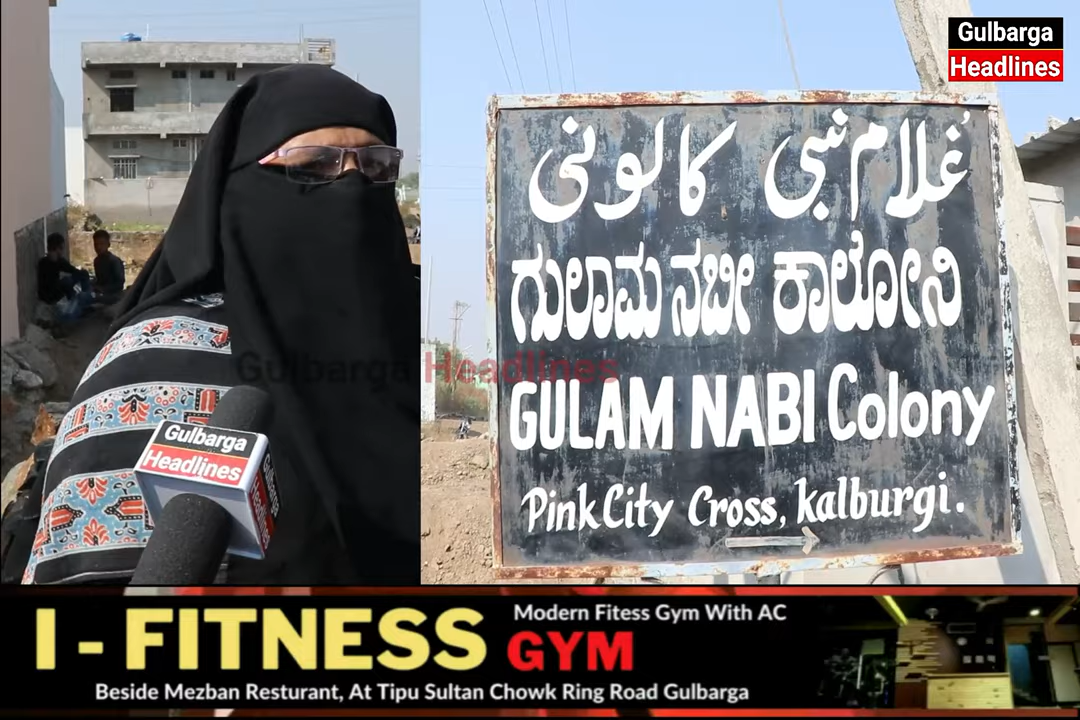 Gulbarga
Headlines
غلام نبی کالونی
ಗುಲಾಮ ನಬೀ ಕಾಲೋನಿ
GULAM NABI Colony
Pink City Cross, Kalburgi.
Gulbarga Headlines
Gulbarga
Headlines
I - FITNESS GYM
Modern Fitess Gym With AC
Beside Mezban Resturant, At Tipu Sultan Chowk Ring Road Gulbarga